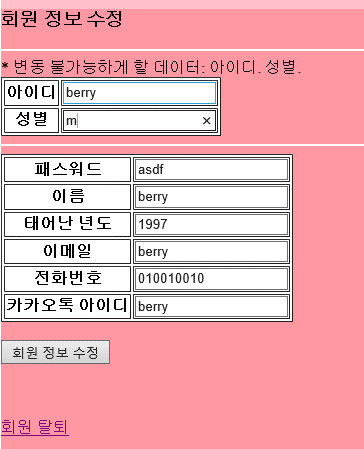 회원 정보 수정
* 변동 불가능하게 할 데이터: 아이디. 성별.
아이디 berry
성별 m ✕
패스워드 asdf
이름 berry
태어난 년도 1997
이메일 berry
전화번호 010010010
카카오톡 아이디 berry
회원 정보 수정
회원 탈퇴